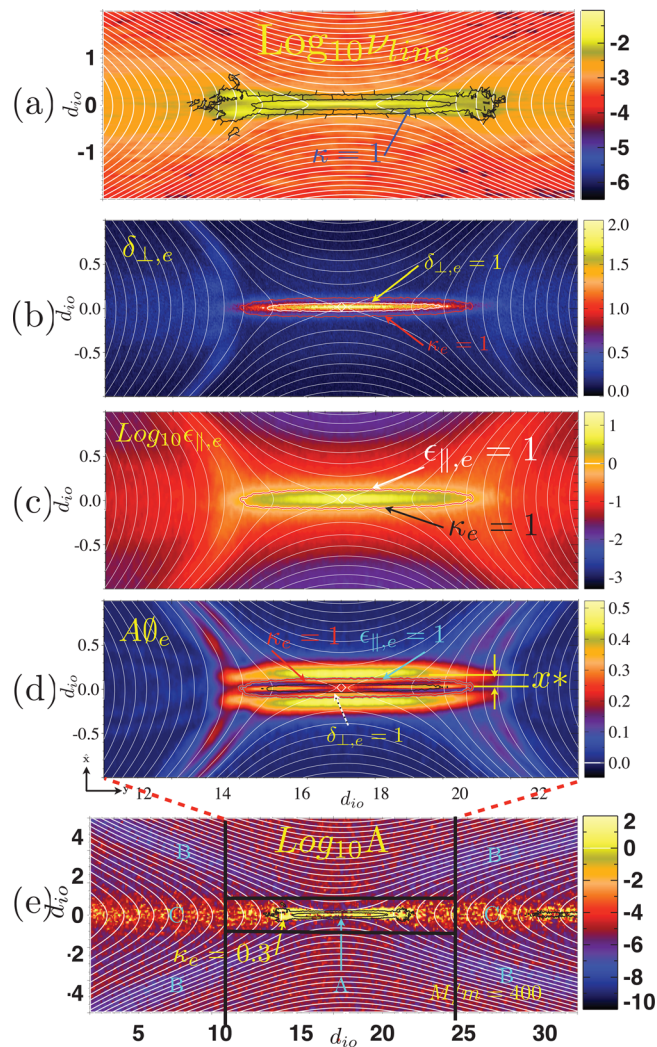 Log₁₀νline
(a)
dio
2
1
0
-1
κ = 1
-2
-3
-4
-5
-6
(b)
dio
0.5
0.0
-0.5
δ⊥,e
δ⊥,e = 1
κe = 1
2.0
1.5
1.0
0.5
0.0
(c)
dio
0.5
0.0
-0.5
Log10ϵ||,e
ϵ||,e = 1
κe = 1
1
0
-1
-2
-3
(d)
dio
0.5
0.0
-0.5
AØe
κe = 1
ϵ||,e = 1
x*
δ⊥,e = 1
0.5
0.4
0.3
0.2
0.1
0.0
x
y
12 14 16 18 20 22
dio
(e)
dio
4
2
0
-2
-4
Log10Λ
B B
C C
κe = 0.3
A
B B
M/m = 400
2
0
-2
-4
-6
-8
-10
5 10 15 20 25 30
dio